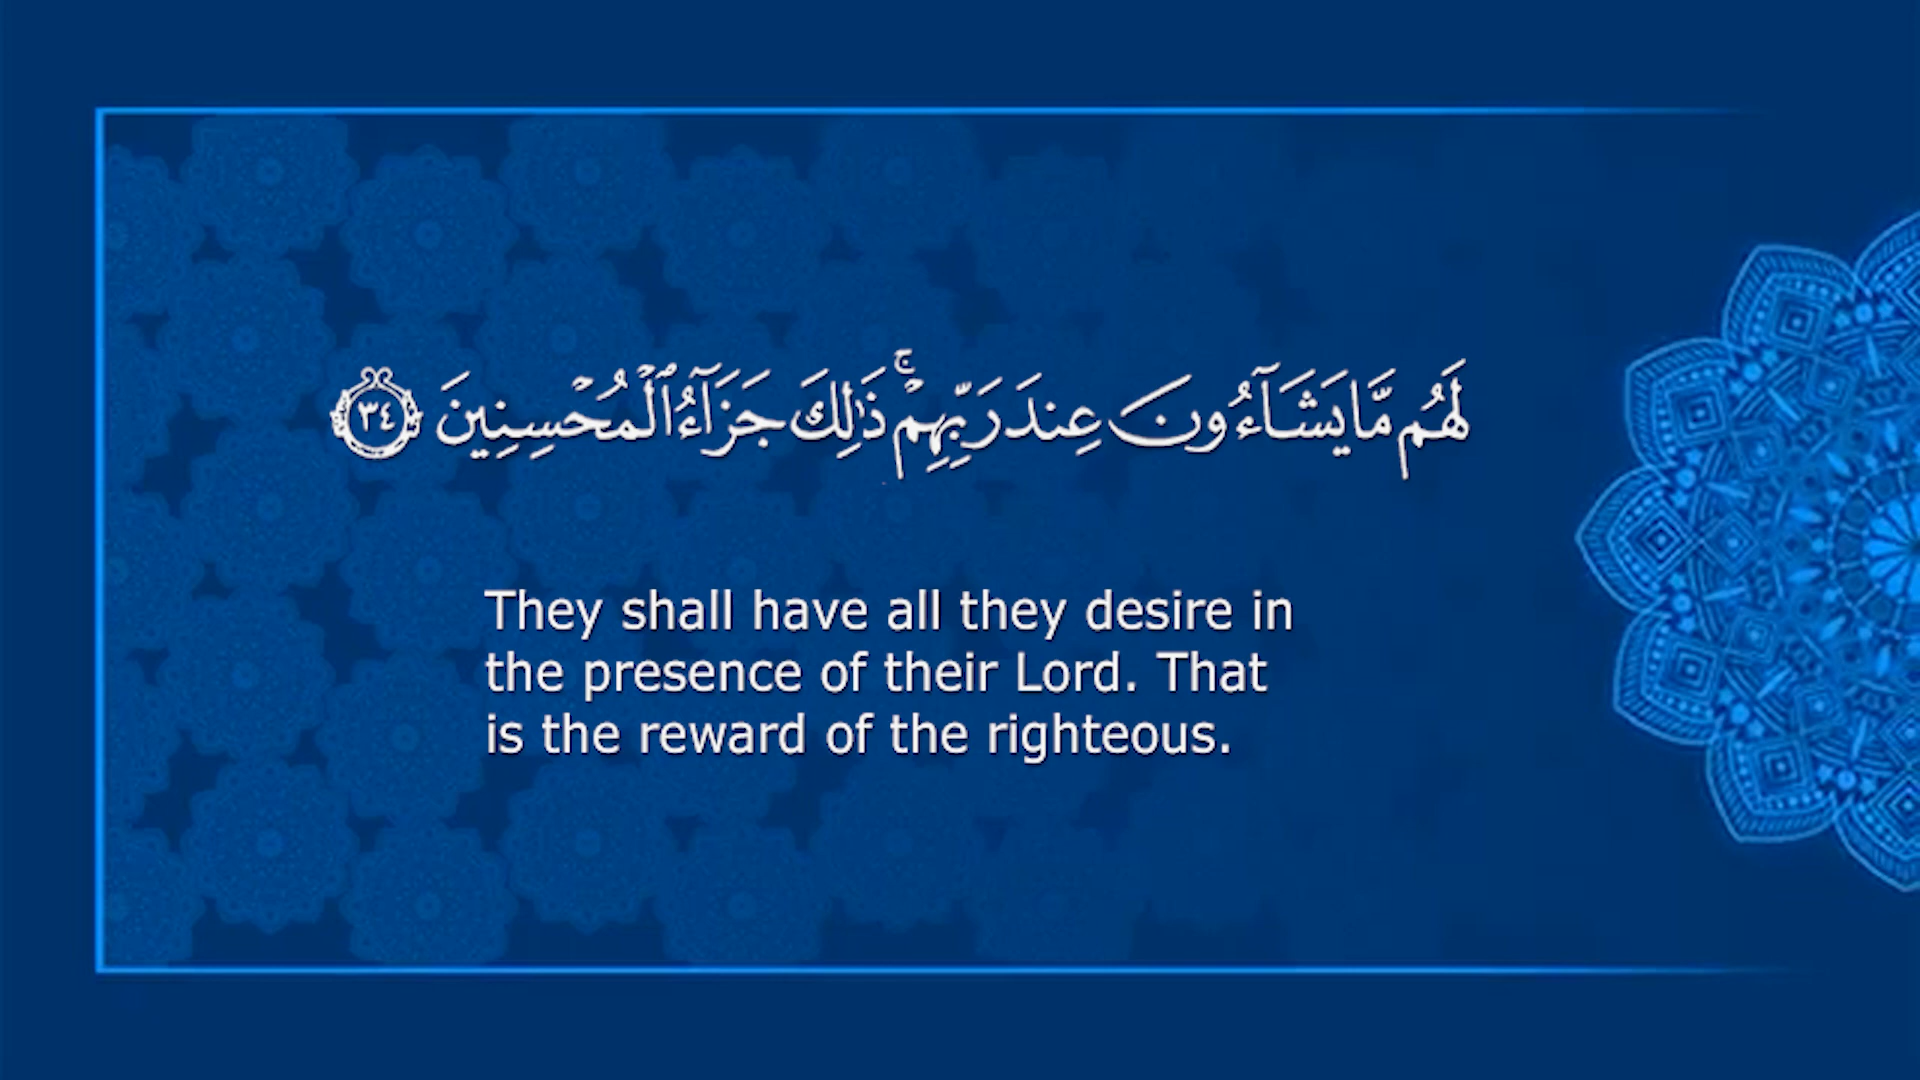 لَهُم مَّا يَشَآءُونَ عِندَ رَبِّهِمْ ۚ ذَٰلِكَ جَزَآءُ ٱلْمُحْسِنِينَ ٣٤
They shall have all they desire in
the presence of their Lord. That
is the reward of the righteous.